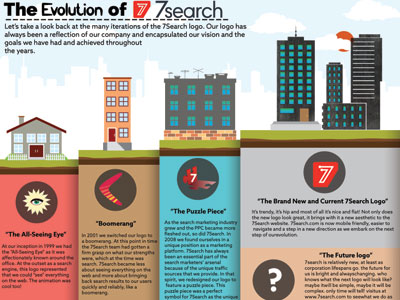 The Evolution of 7 7search
Let's take a look back at the many iterations of the 7Search logo. Our logo has
always been a reflection of our company and encapsulated our vision and the
goals we have had and achieved throughout
the years.
"The All-Seeing Eye"
At our inception in 1999 we had
the "All-Seeing Eye" as it was
affectionately known around the
office. At the outset as a search
engine, this logo represented
that we could "see" everything
on the web. The animation was
cool too!
"Boomerang"
In 2001 we switched our logo to
a boomerang. At this point in time
the 7Search team had gotten a
firm grasp on what our strengths
were, which at the time was
search. 7Search became less
about seeing everything on the
web and more about bringing
back search results to our users
quickly and reliably, like a
boomerang.
"The Puzzle Piece"
As the search marketing industry
grew and the PPC became more
fleshed out, so did 7Search. In
2008 we found ourselves in a
unique position as a marketing
platform. 7Search has always
been an essential part of the
search marketers' arsenal
because of the unique traffic
sources that we provide. In that
spirit, we redesigned our logo to
feature a puzzle piece. This
puzzle piece was a perfect
symbol for 7Search as the unique
7
"The Brand New and Current 7Search Logo"
It's trendy, it's hip and most of all it's nice and flat! Not only does
the new logo look great, it brings with it a new aesthetic to the
7Search website. 7Search.com is now mobile friendly, easier to
navigate and a step in a new direction as we embark on the next
step of our evolution.
?
"The Future logo"
7search is relatively new, at least as
corporation lifespans go. the future for
us is bright and always changing. who
knows what the next logo will look like?
maybe itwill be simple, maybe it will be
complex, only time will tell! visitus at
www.7search.com to see what we do as